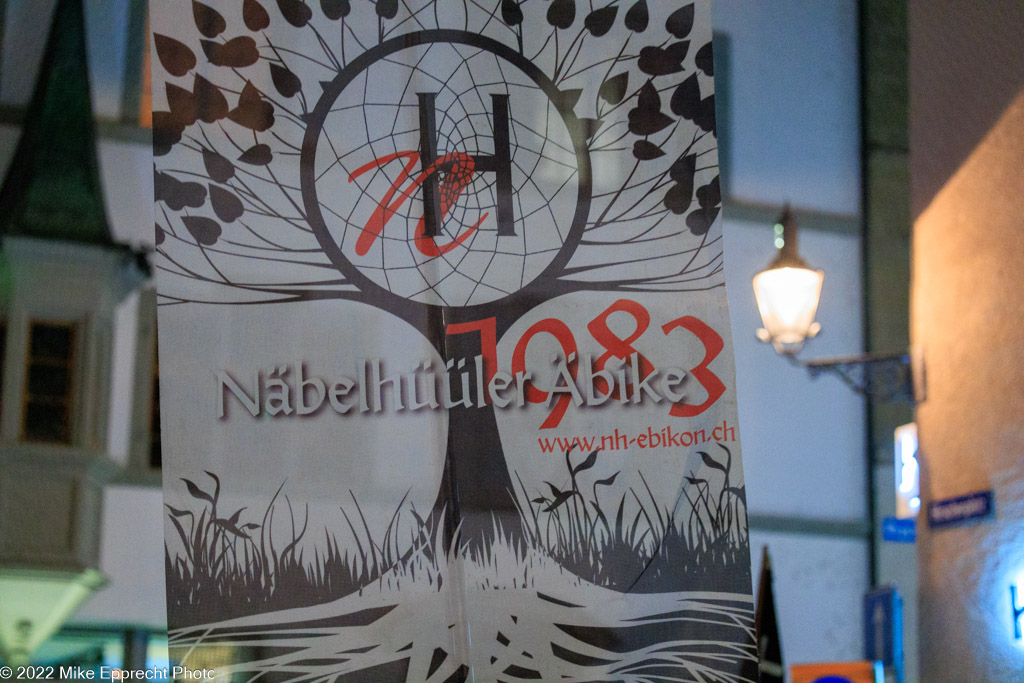 nH
1983
Näbelhüüler Äbike
www.nh-ebikon.ch
©2022 Mike Epprecht Photo